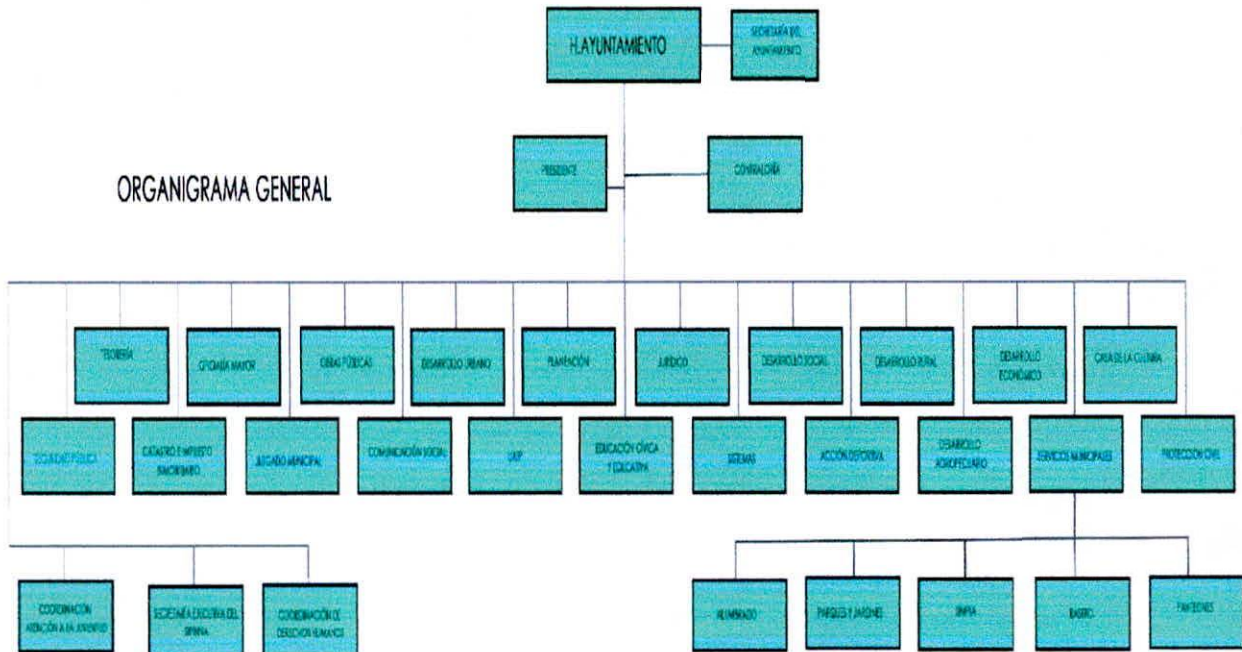 H.AYUNTAMIENTO
SECRETARÍA DEL
AYUNTAMIENTO
PRESIDENTE
CONTRALORÍA
ORGANIGRAMA GENERAL
TESORERÍA
OFICIALÍA MAYOR
OBRAS PÚBLICAS
DESARROLLO URBANO
PLANEACIÓN
JURIDICO
DESARROLLO SOCIAL
DESARROLLO RURAL
DESARROLLO
ECONÓMICO
CASA DE LA CULTURA
SEGURIDAD PÚBLICA
CATASTRO E IMPUESTO
INMOBILIARIO
JUZGADO MUNICIPAL
COMUNICACIÓN SOCIAL
EDUCACIÓN CÍVICA
Y EDUCATIVA
SISTEMAS
ACCIÓN DEPORTIVA
DESARROLLO
AGROPECUARIO
SERVICIOS MUNICIPALES
PROTECCION CIVIL
COORDINACIÓN
ATENCIÓN A LA JUVENTUD
SECRETARÍA EJECUTIVA DEL
SIPINNA
COORDINACIÓN DE
DERECHOS HUMANOS
ALUMBRADO
PARQUES Y JARDINES
LIMPIA
RASTRO
PANTEONES